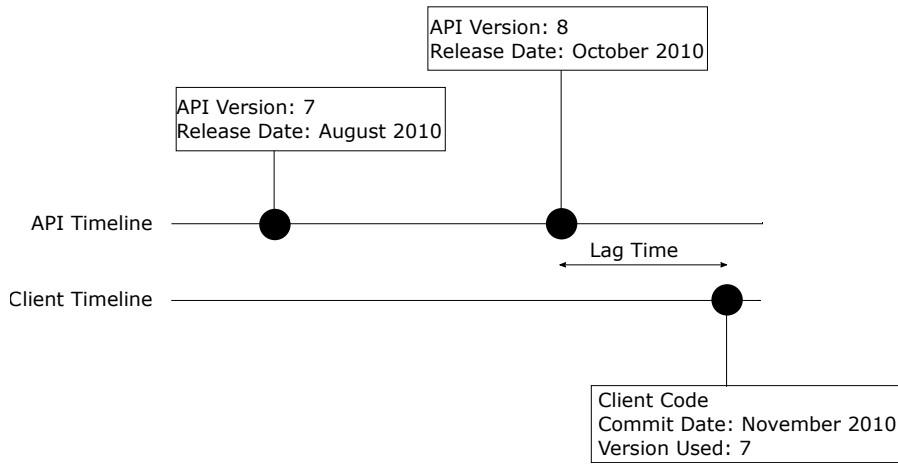 API Version: 8
Release Date: October 2010
API Version: 7
Release Date: August 2010
API Timeline
Lag Time
Client Timeline
Client Code
Commit Date: November 2010
Version Used: 7